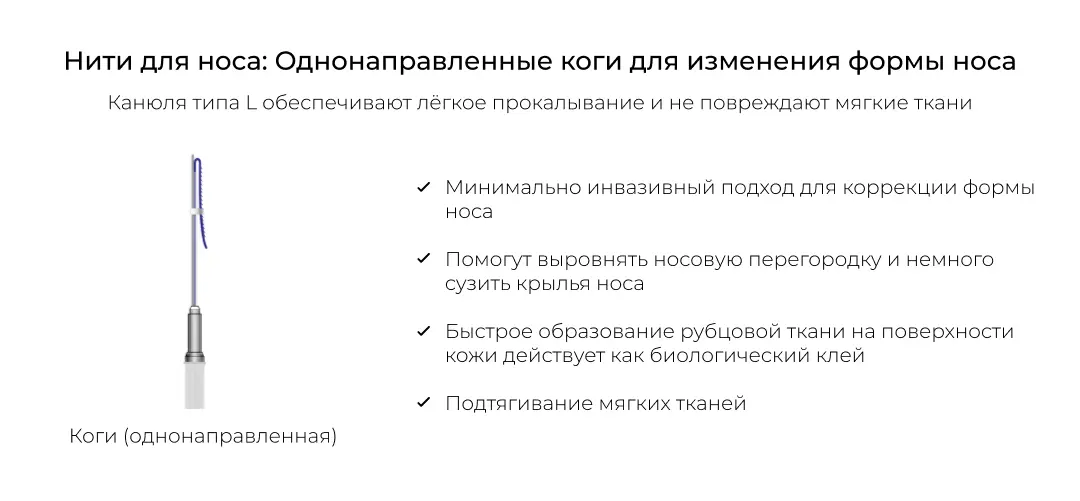 Нити для носа: Однонаправленные коги для изменения формы носа
Канюля типа L обеспечивают лёгкое прокалывание и не повреждают мягкие ткани
Минимально инвазивный подход для коррекции формы
носа
Помогут выровнять носовую перегородку и немного
сузить крылья носа
Быстрое образование рубцовой ткани на поверхности
кожи действует как биологический клей
Подтягивание мягких тканей
Коги (однонаправленная)